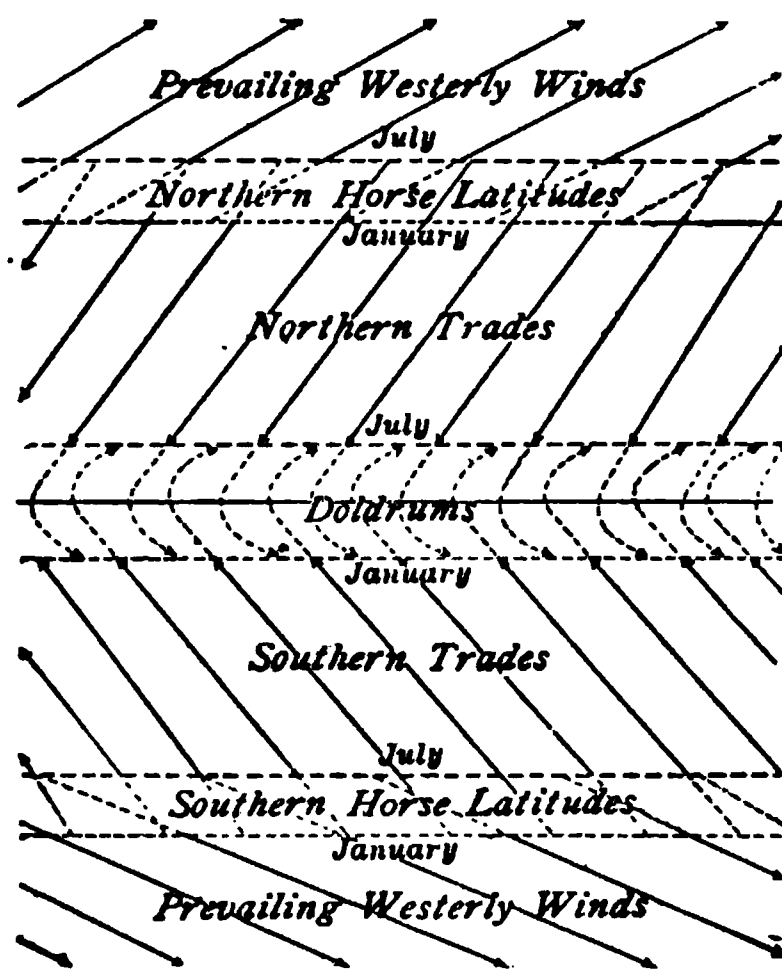 Prevailing Westerly Winds
July
Northern Horse Latitudes
January
Northern Trades
July
Doldrums
January
Southern Trades
July
Southern Horse Latitudes
January
Prevailing Westerly Winds